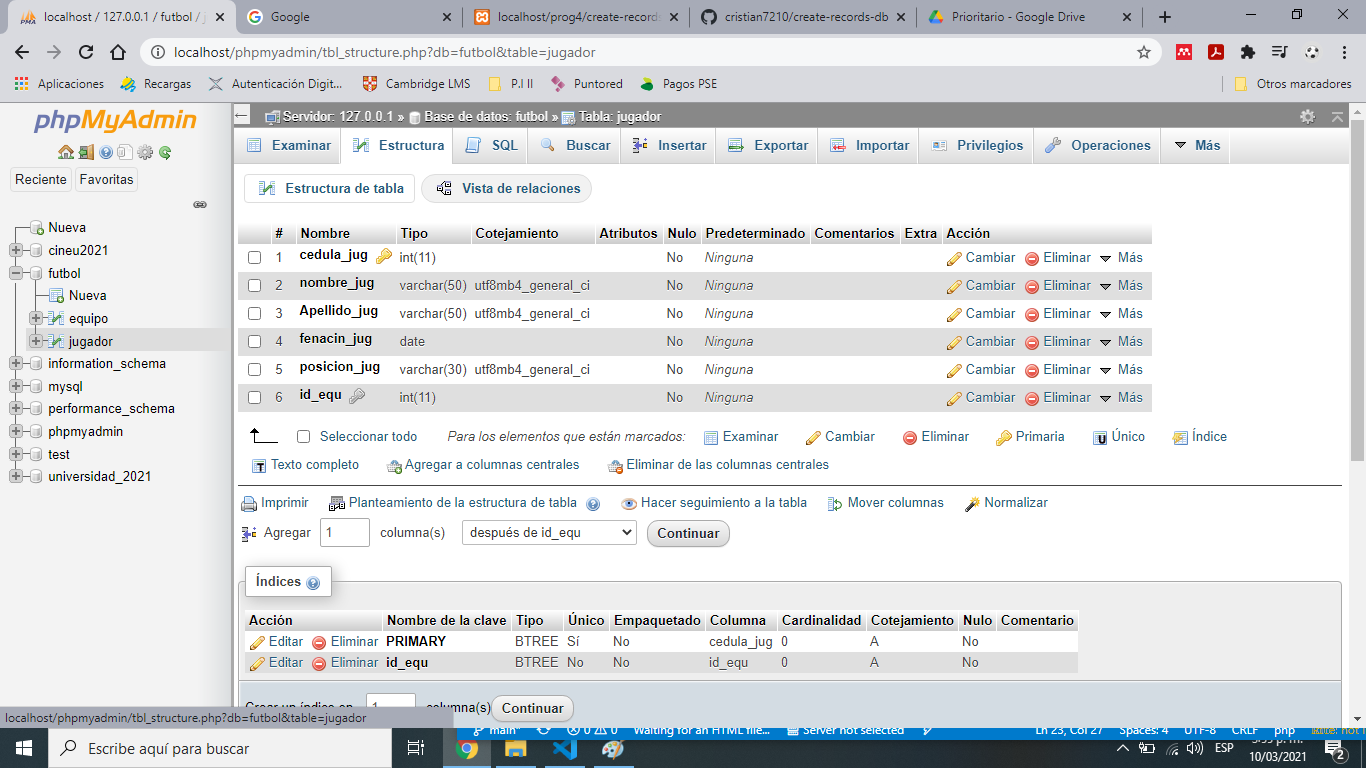 localhost / 127.0.0.1 / futbol / j
Google
localhost/prog4/create-records
cristian7210/create-records-db
Prioritario - Google Drive
localhost/phpmyadmin/tbl_structure.php?db=futbol&table=jugador
Aplicaciones Recargas Autenticación Digit... Cambridge LMS P.I II Puntored Pagos PSE Otros marcadores
phpMyAdmin
Reciente Favoritas
Nueva
cineu2021
futbol
Nueva
equipo
jugador
information_schema
mysql
performance_schema
phpmyadmin
test
universidad_2021
Servidor: 127.0.0.1 » Base de datos: futbol » Tabla: jugador
Examinar Estructura SQL Buscar Insertar Exportar Importar Privilegios Operaciones Más
Estructura de tabla Vista de relaciones
# Nombre Tipo Cotejamiento Atributos Nulo Predeterminado Comentarios Extra Acción
1 cedula_jug int(11) No Ninguna Cambiar Eliminar Más
2 nombre_jug varchar(50) utf8mb4_general_ci No Ninguna Cambiar Eliminar Más
3 Apellido_jug varchar(50) utf8mb4_general_ci No Ninguna Cambiar Eliminar Más
4 fenacin_jug date No Ninguna Cambiar Eliminar Más
5 posicion_jug varchar(30) utf8mb4_general_ci No Ninguna Cambiar Eliminar Más
6 id_equ int(11) No Ninguna Cambiar Eliminar Más
Seleccionar todo Para los elementos que están marcados: Examinar Cambiar Eliminar Primaria Único Índice
Texto completo Agregar a columnas centrales Eliminar de las columnas centrales
Imprimir Planteamiento de la estructura de tabla Hacer seguimiento a la tabla Mover columnas Normalizar
Agregar 1 columna(s) después de id_equ Continuar
Índices
Acción Nombre de la clave Tipo Único Empaquetado Columna Cardinalidad Cotejamiento Nulo Comentario
Editar Eliminar PRIMARY BTREE Sí No cedula_jug 0 A No
Editar Eliminar id_equ BTREE No No id_equ 0 A No
Crear un índice en 1 columna(s) Continuar
localhost/phpmyadmin/tbl_structure.php?db=futbol&table=jugador
main* 0 0 Waiting for an HTML file... Server not selected Ln 23, Col 27 Spaces: 4 UTF-8 CRLF php
Escribe aquí para buscar
ESP
10/03/2021
2